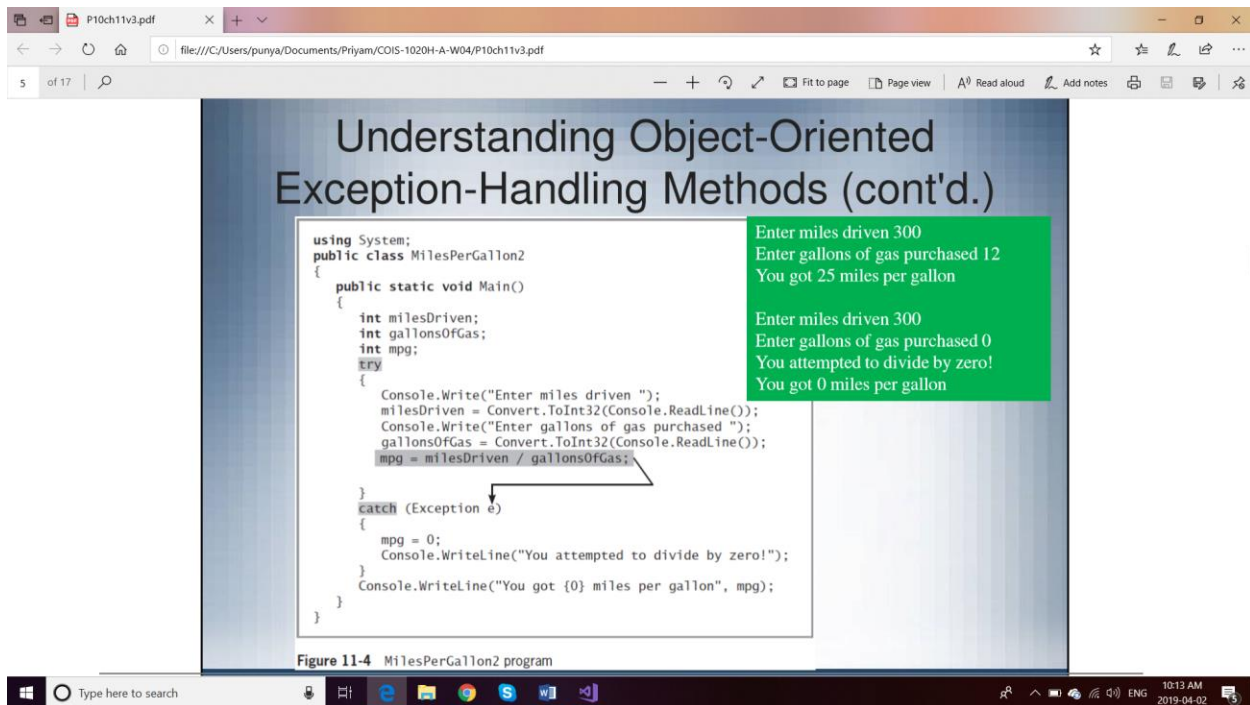 P10ch11v3.pdf
file:///C:/Users/punya/Documents/Priyam/COIS-1020H-A-W04/P10ch11v3.pdf
5 of 17
Fit to page
Page view
Read aloud
Add notes
Understanding Object-Oriented
Exception-Handling Methods (cont'd.)
using System;
public class MilesPerGallon2
{
public static void Main()
{
int milesDriven;
int gallonsOfGas;
int mpg;
try
{
Console.Write("Enter miles driven ");
milesDriven = Convert.ToInt32(Console.ReadLine());
Console.Write("Enter gallons of gas purchased ");
gallonsOfGas = Convert.ToInt32(Console.ReadLine());
mpg = milesDriven / gallonsOfGas;
}
catch (Exception e)
{
mpg = 0;
Console.WriteLine("You attempted to divide by zero!");
}
Console.WriteLine("You got {0} miles per gallon", mpg);
}
}
Enter miles driven 300
Enter gallons of gas purchased 12
You got 25 miles per gallon
Enter miles driven 300
Enter gallons of gas purchased 0
You attempted to divide by zero!
You got 0 miles per gallon
Figure 11-4 MilesPerGallon2 program
Type here to search
ENG
10:13 AM
2019-04-02
5